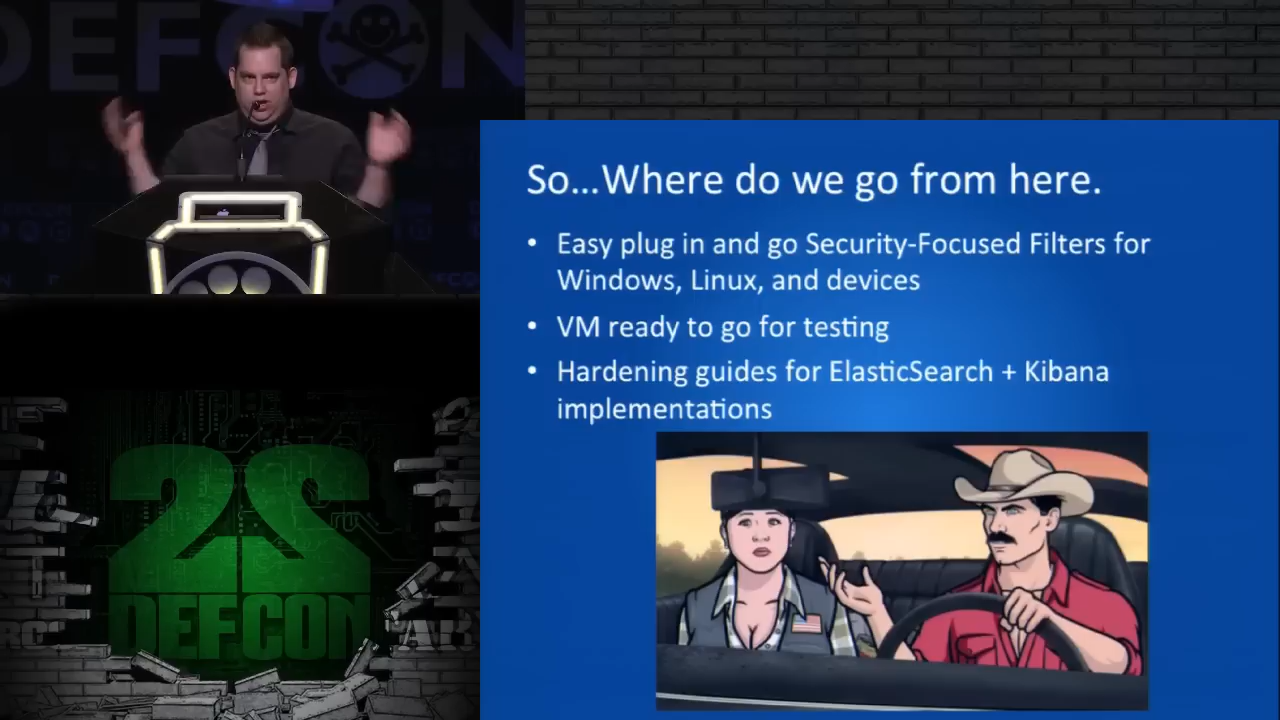 DEFCON
So...Where do we go from here.
• Easy plug in and go Security-Focused Filters for
Windows, Linux, and devices
• VM ready to go for testing
• Hardening guides for ElasticSearch + Kibana
implementations
22
DEFCON